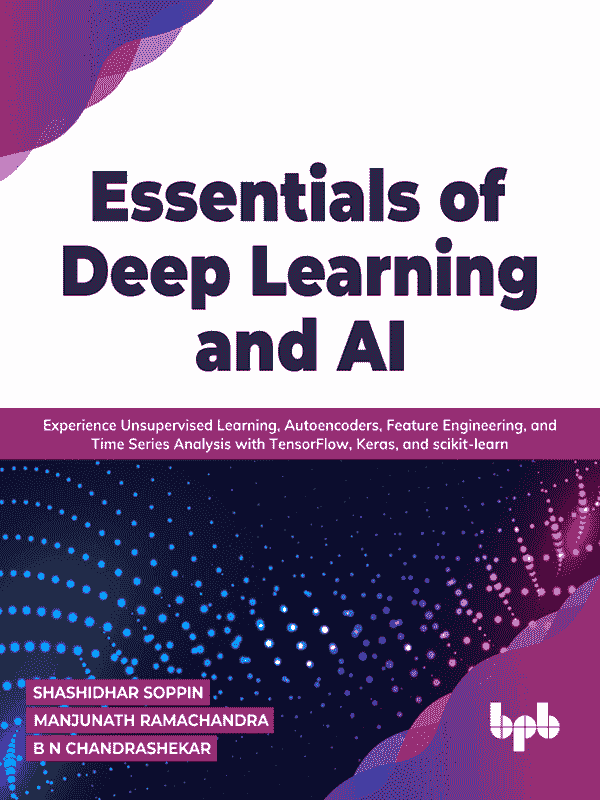 Essentials of
Deep Learning
and AI
Experience Unsupervised Learning, Autoencoders, Feature Engineering, and
Time Series Analysis with TensorFlow, Keras, and scikit-learn
SHASHIDHAR SOPPIN
MANJUNATH RAMACHANDRA
B N CHANDRASHEKAR
bpb